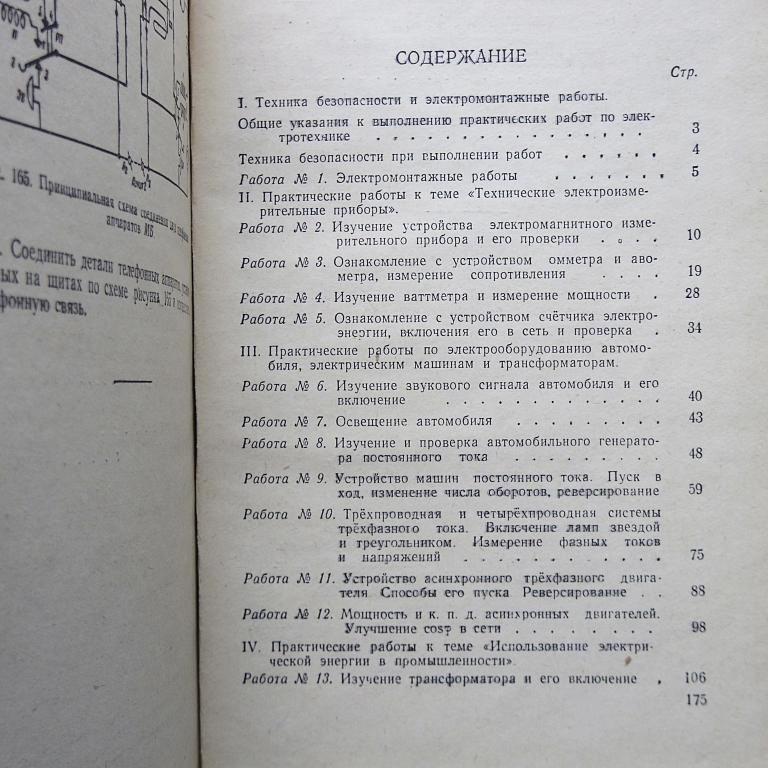 165. Принципиальная схема соединения
аппаратов МБ.
Соединить детали телефонных
ных на щитах по схеме рисунка 165 и
фонную связь.
СОДЕРЖАНИЕ
Стр.
I. Техника безопасности и электромонтажные работы.
Общие указания к выполнению практических работ по элек-
тротехнике . . . . . . . . . . . . . . 3
Техника безопасности при выполнении работ . . . . . . 4
Работа № 1. Электромонтажные работы . . . . . . . 5
II. Практические работы к теме «Технические электроизме-
рительные приборы».
Работа № 2. Изучение устройства электромагнитного изме-
рительного прибора и его проверки . . . . 10
Работа № 3. Ознакомление с устройством омметра и аво-
метра, измерение сопротивления . . . . . 19
Работа № 4. Изучение ваттметра и измерение мощности . 28
Работа № 5. Ознакомление с устройством счётчика электро-
энергии, включения его в сеть и проверка . 34
III. Практические работы по электрооборудованию автомо-
биля, электрическим машинам и трансформаторам.
Работа № 6. Изучение звукового сигнала автомобиля и его
включение . . . . . . . . . . . . 40
Работа № 7. Освещение автомобиля . . . . . . . . 43
Работа № 8. Изучение и проверка автомобильного генерато-
ра постоянного тока . . . . . . . . . 48
Работа № 9. Устройство машин постоянного тока. Пуск в
ход, изменение числа оборотов, реверсирование 59
Работа № 10. Трёхпроводная и четырёхпроводная системы
трёхфазного тока. Включение ламп звездой
и треугольником. Измерение фазных токов
и напряжений . . . . . . . . . . . 75
Работа № 11. Устройство асинхронного трёхфазного двига-
теля Способы его пуска Реверсирование . . 88
Работа № 12. Мощность и к. п. д. асинхронных двигателей.
Улучшение cosφ в сети . . . . . . . . 98
IV. Практические работы к теме «Использование электри-
ческой энергии в промышленности».
Работа № 13. Изучение трансформатора и его включение . 106
175